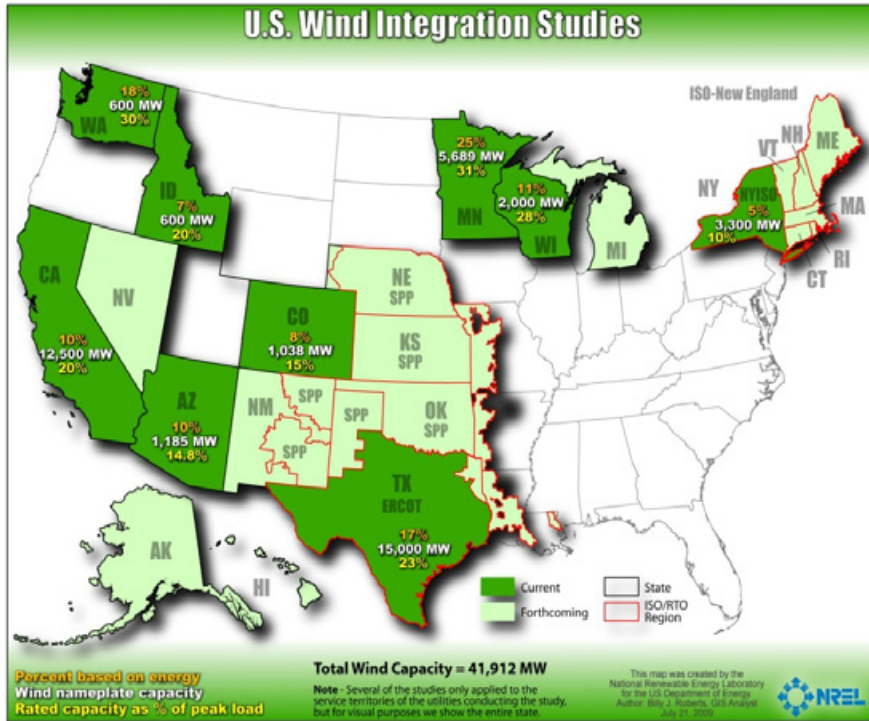 U.S. Wind Integration Studies
ISO-New England
18%
600 MW
30%
WA
NH
VT
ME
25%
5,689 MW
31%
MN
ID
7%
600 MW
20%
11%
2,000 MW
28%
WI
MI
NY
NYISO
5%
3,300 MW
10%
MA
RI
CT
CA
10%
12,500 MW
20%
NV
NE
SPP
CO
8%
1,038 MW
15%
KS
SPP
AZ
10%
1,185 MW
14.8%
NM
SPP
SPP
SPP
OK
SPP
TX
ERCOT
17%
15,000 MW
23%
AK
HI
Current
Forthcoming
State
ISO/RTO
Region
Percent based on energy
Wind nameplate capacity
Rated capacity as % of peak load
Total Wind Capacity = 41,912 MW
Note - Several of the studies only applied to the
service territories of the utilities conducting the study,
but for visual purposes we show the entire state.
This map was created by the
National Renewable Energy Laboratory
for the US Department of Energy.
Author: Billy J. Roberts, GIS Analyst
July 21, 2009
NREL